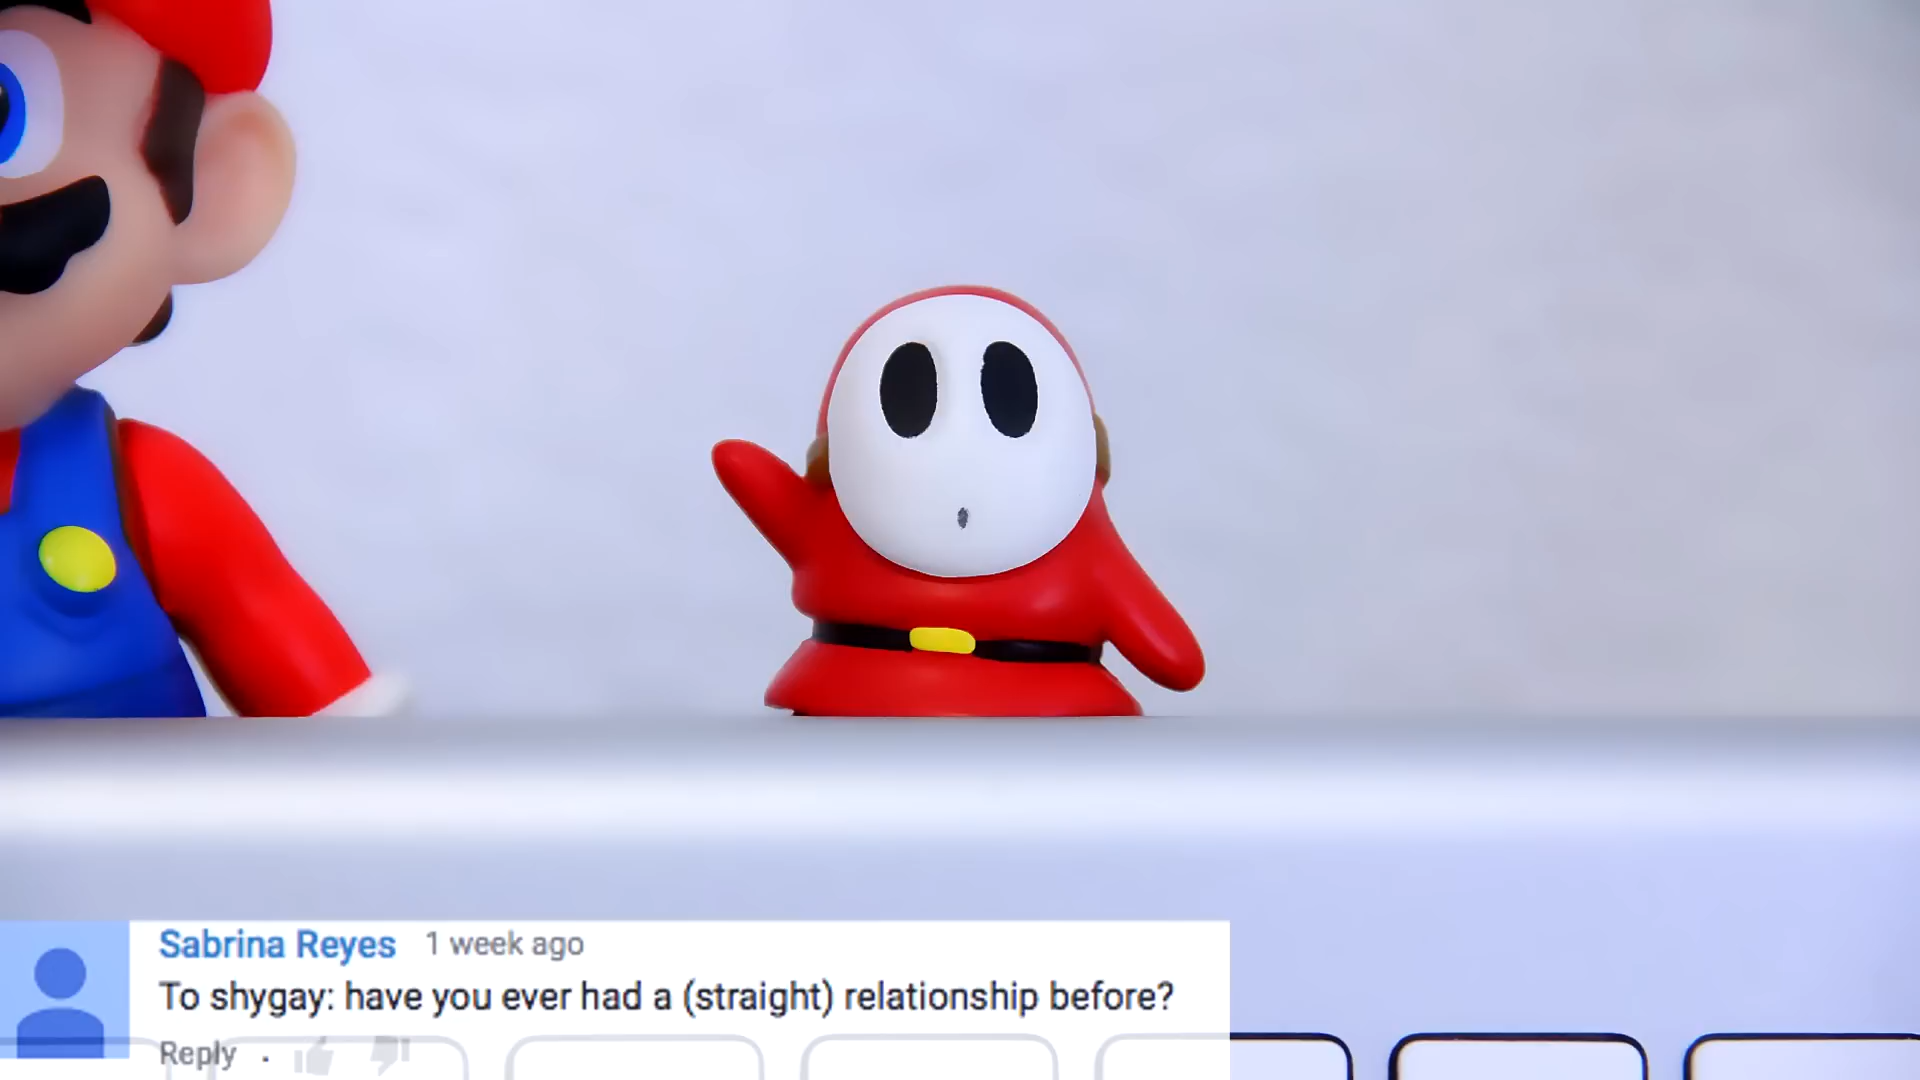 Sabrina Reyes 1 week ago
To shygay: have you ever had a (straight) relationship before?
Reply .